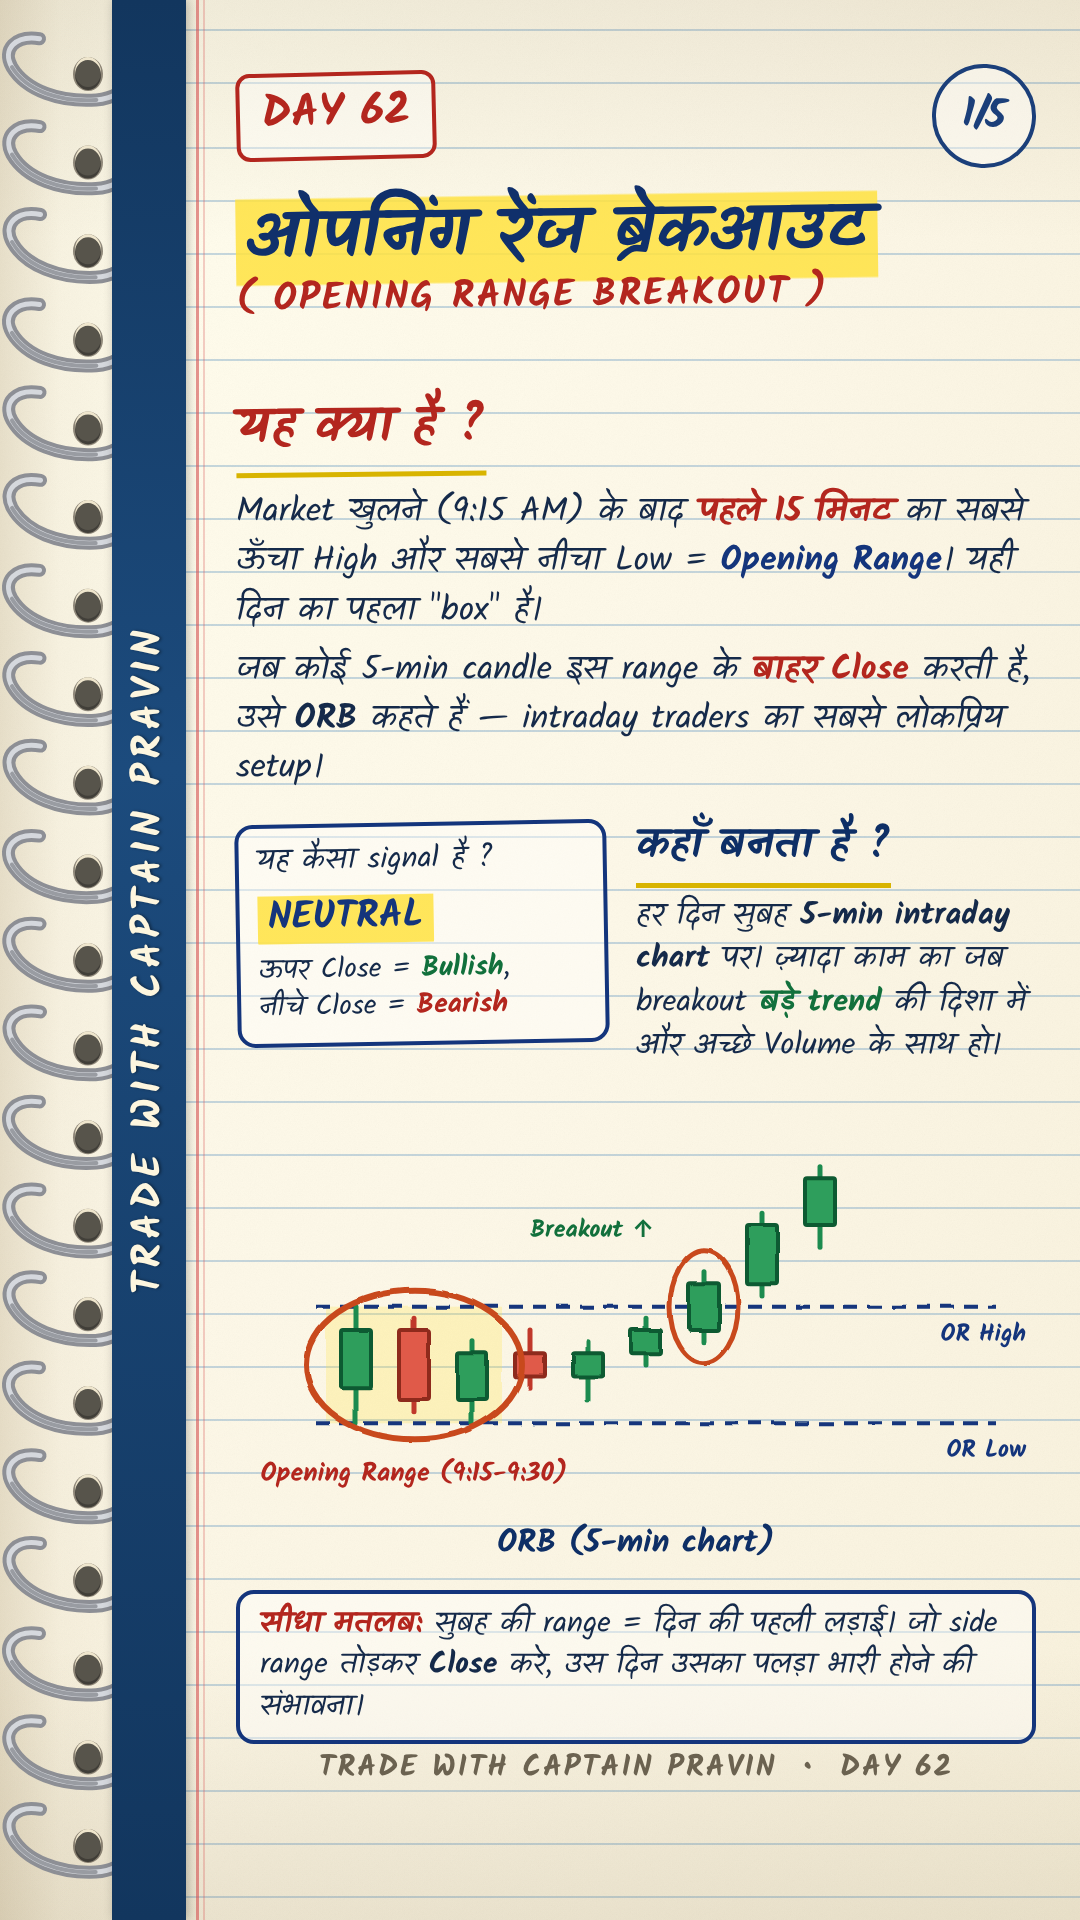 DAY 62
1/5
ओपनिंग रेंज ब्रेकआउट
( OPENING RANGE BREAKOUT )
यह क्या है ?
Market खुलने (9:15 AM) के बाद पहले 15 मिनट का सबसे
ऊँचा High और सबसे नीचा Low = Opening Range। यही
दिन का पहला "box" है।
जब कोई 5-min candle इस range के बाहर Close करती है,
उसे ORB कहते हैं — intraday traders का सबसे लोकप्रिय
setup।
यह कैसा signal है ?
NEUTRAL
ऊपर Close = Bullish,
नीचे Close = Bearish
कहाँ बनता है ?
हर दिन सुबह 5-min intraday
chart पर। ज़्यादा काम का जब
breakout बड़े trend की दिशा में
और अच्छे Volume के साथ हो।
Breakout ↑
OR High
OR Low
Opening Range (9:15-9:30)
ORB (5-min chart)
सीधा मतलब: सुबह की range = दिन की पहली लड़ाई। जो side
range तोड़कर Close करे, उस दिन उसका पलड़ा भारी होने की
संभावना।
TRADE WITH CAPTAIN PRAVIN · DAY 62
TRADE WITH CAPTAIN PRAVIN